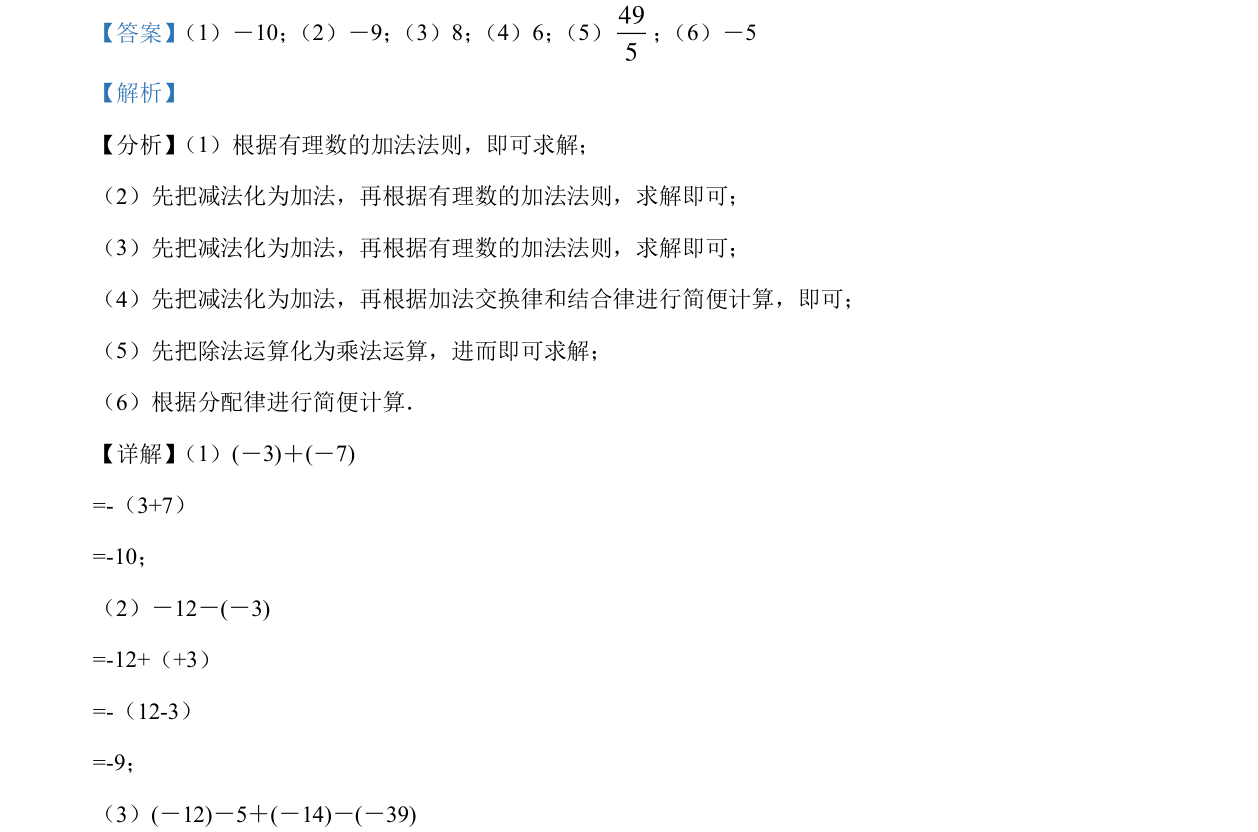 【答案】（1）－10；（2）－9；（3）8；（4）6；（5）49/5；（6）－5
【解析】
【分析】（1）根据有理数的加法法则，即可求解；
（2）先把减法化为加法，再根据有理数的加法法则，求解即可；
（3）先把减法化为加法，再根据有理数的加法法则，求解即可；
（4）先把减法化为加法，再根据加法交换律和结合律进行简便计算，即可；
（5）先把除法运算化为乘法运算，进而即可求解；
（6）根据分配律进行简便计算．
【详解】（1）(－3)＋(－7)
=-（3+7）
=-10；
（2）－12－(－3)
=-12+（+3）
=-（12-3）
=-9；
（3）(－12)－5＋(－14)－(－39)